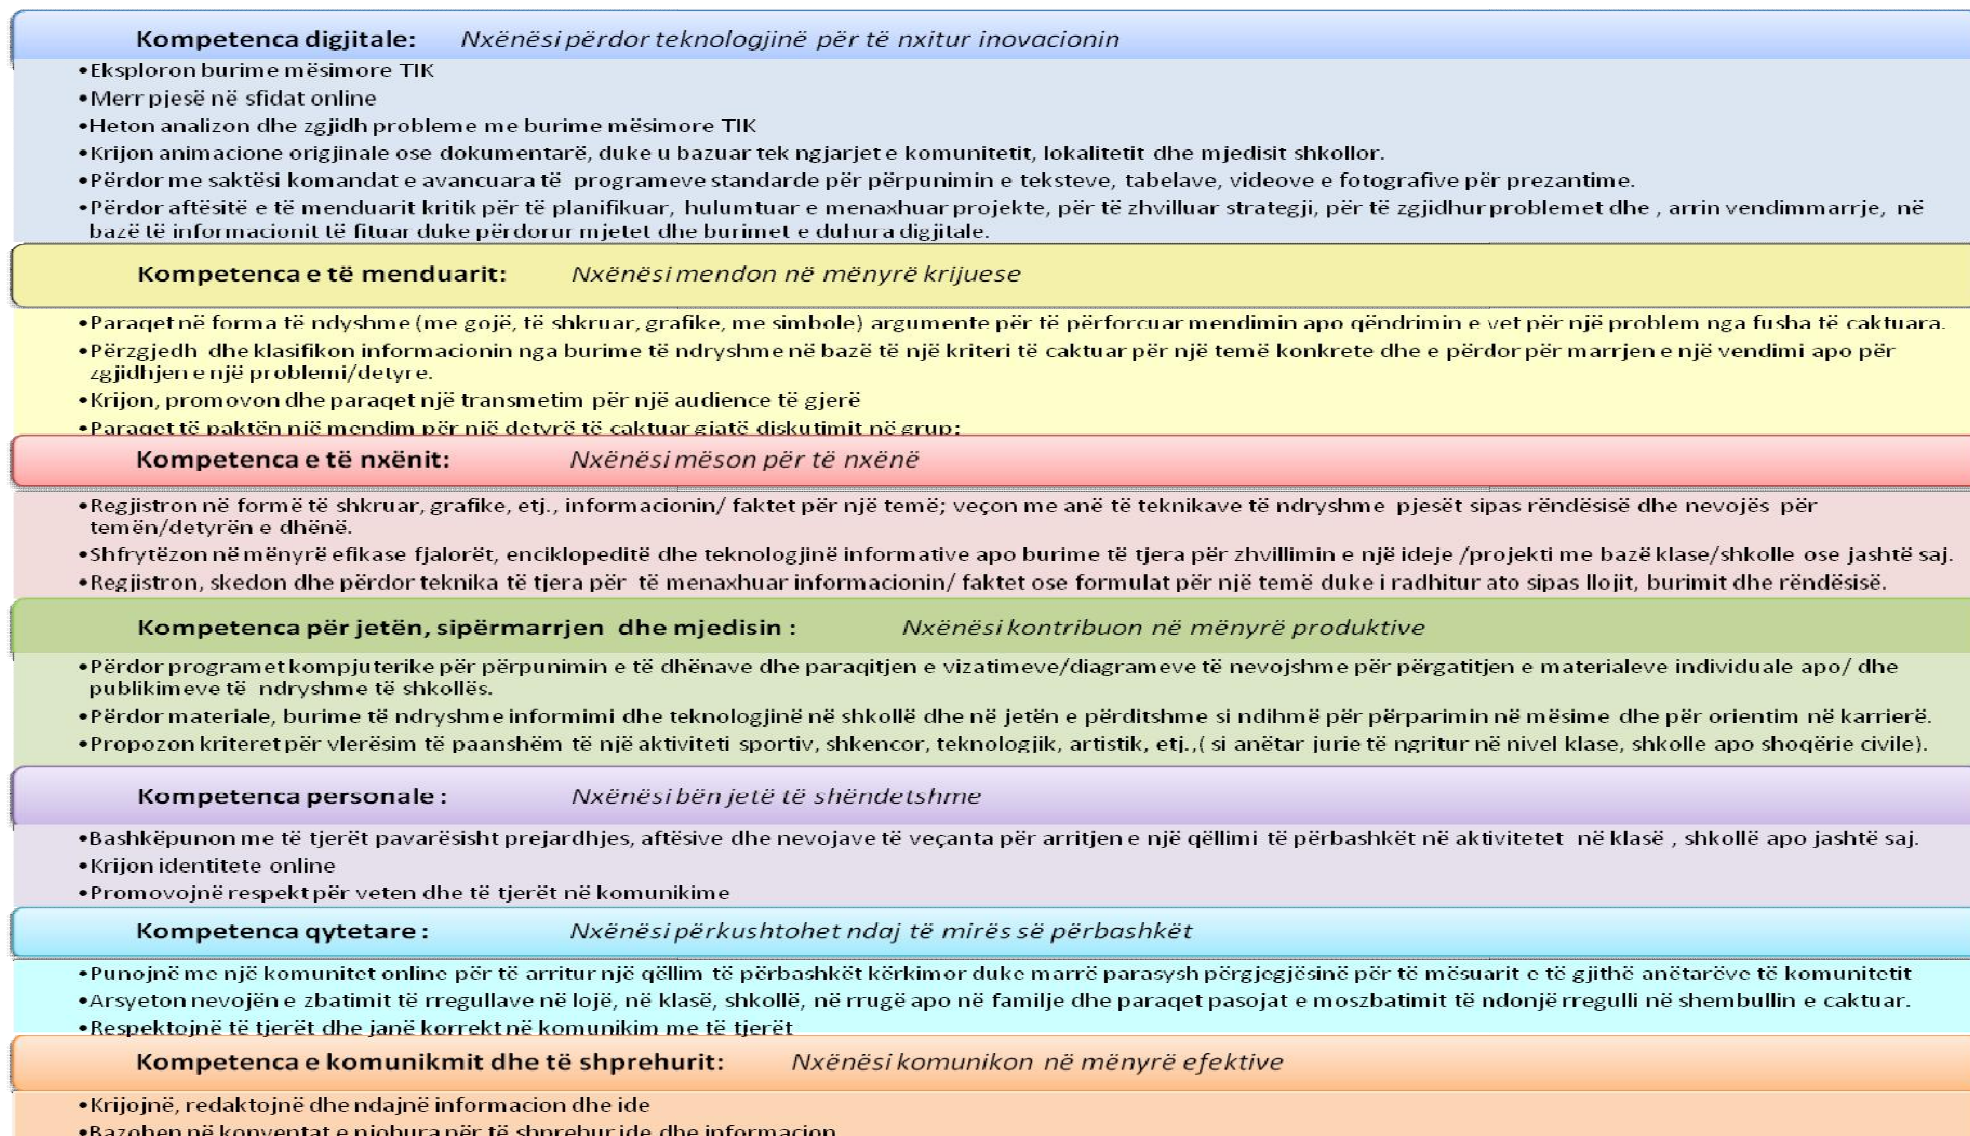 Kompetenca digjitale: Nxënësi përdor teknologjinë për të nxitur inovacionin
•Eksploron burime mësimore TIK
•Merr pjesë në sfidat online
•Heton analizon dhe zgjidh probleme me burime mësimore TIK
•Krijon animacione origjinale ose dokumentarë, duke u bazuar tek ngjarjet e komunitetit, lokalitetit dhe mjedisit shkollor.
•Përdor me saktësi komandat e avancuara të programeve standarde për përpunimin e teksteve, tabelave, videove e fotografive për prezantime.
•Përdor aftësitë e të menduarit kritik për të planifikuar, hulumtuar e menaxhuar projekte, për të zhvilluar strategji, për të zgjidhur problemet dhe , arrin vendimmarrje, në
bazë të informacionit të fituar duke përdorur mjetet dhe burimet e duhura digjitale.
Kompetenca e të menduarit: Nxënësi mendon në mënyrë krijuese
•Paraqet në forma të ndyshme (me gojë, të shkruar, grafike, me simbole) argumente për të përforcuar mendimin apo qëndrimin e vet për një problem nga fusha të caktuara.
•Përzgjedh dhe klasifikon informacionin nga burime të ndryshme në bazë të një kriteri të caktuar për një temë konkrete dhe e përdor për marrjen e një vendimi apo për
zgjidhjen e një problemi/detyre.
•Krijon, promovon dhe paraqet një transmetim për një audience të gjerë
•Paraqet të paktën një mendim për një detyrë të caktuar gjatë diskutimit në grup;
Kompetenca e të nxënit: Nxënësi mëson për të nxënë
•Regjistron në formë të shkruar, grafike, etj., informacionin/ faktet për një temë; veçon me anë të teknikave të ndryshme pjesët sipas rëndësisë dhe nevojës për
temën/detyrën e dhënë.
•Shfrytëzon në mënyrë efikase fjalorët, enciklopeditë dhe teknologjinë informative apo burime të tjera për zhvillimin e një ideje /projekti me bazë klase/shkolle ose jashtë saj.
•Regjistron, skedon dhe përdor teknika të tjera për të menaxhuar informacionin/ faktet ose formulat për një temë duke i radhitur ato sipas llojit, burimit dhe rëndësisë.
Kompetenca për jetën, sipërmarrjen dhe mjedisin : Nxënësi kontribuon në mënyrë produktive
•Përdor programet kompjuterike për përpunimin e të dhënave dhe paraqitjen e vizatimeve/diagrameve të nevojshme për përgatitjen e materialeve individuale apo/ dhe
publikimeve të ndryshme të shkollës.
•Përdor materiale, burime të ndryshme informimi dhe teknologjinë në shkollë dhe në jetën e përditshme si ndihmë për përparimin në mësime dhe për orientim në karrierë.
•Propozon kriteret për vlerësim të paanshëm të një aktiviteti sportiv, shkencor, teknologjik, artistik, etj.,( si anëtar jurie të ngritur në nivel klase, shkolle apo shoqërie civile).
Kompetenca personale : Nxënësi bën jetë të shëndetshme
•Bashkëpunon me të tjerët pavarësisht prejardhjes, aftësive dhe nevojave të veçanta për arritjen e një qëllimi të përbashkët në aktivitetet në klasë , shkollë apo jashtë saj.
•Krijon identitete online
•Promovojnë respekt për veten dhe të tjerët në komunikime
Kompetenca qytetare : Nxënësi përkushtohet ndaj të mirës së përbashkët
•Punojnë me një komunitet online për të arritur një qëllim të përbashkët kërkimor duke marrë parasysh përgjegjësinë për të mësuarit e të gjithë anëtarëve të komunitetit
•Arsyeton nevojën e zbatimit të rregullave në lojë, në klasë, shkollë, në rrugë apo në familje dhe paraqet pasojat e moszbatimit të ndonjë rregulli në shembullin e caktuar.
•Respektojnë të tjerët dhe janë korrekt në komunikim me të tjerët
Kompetenca e komunikmit dhe të shprehurit: Nxënësi komunikon në mënyrë efektive
•Krijojnë, redaktojnë dhe ndajnë informacion dhe ide
•Bazohen në konventat e njohura për të shprehur ide dhe informacion